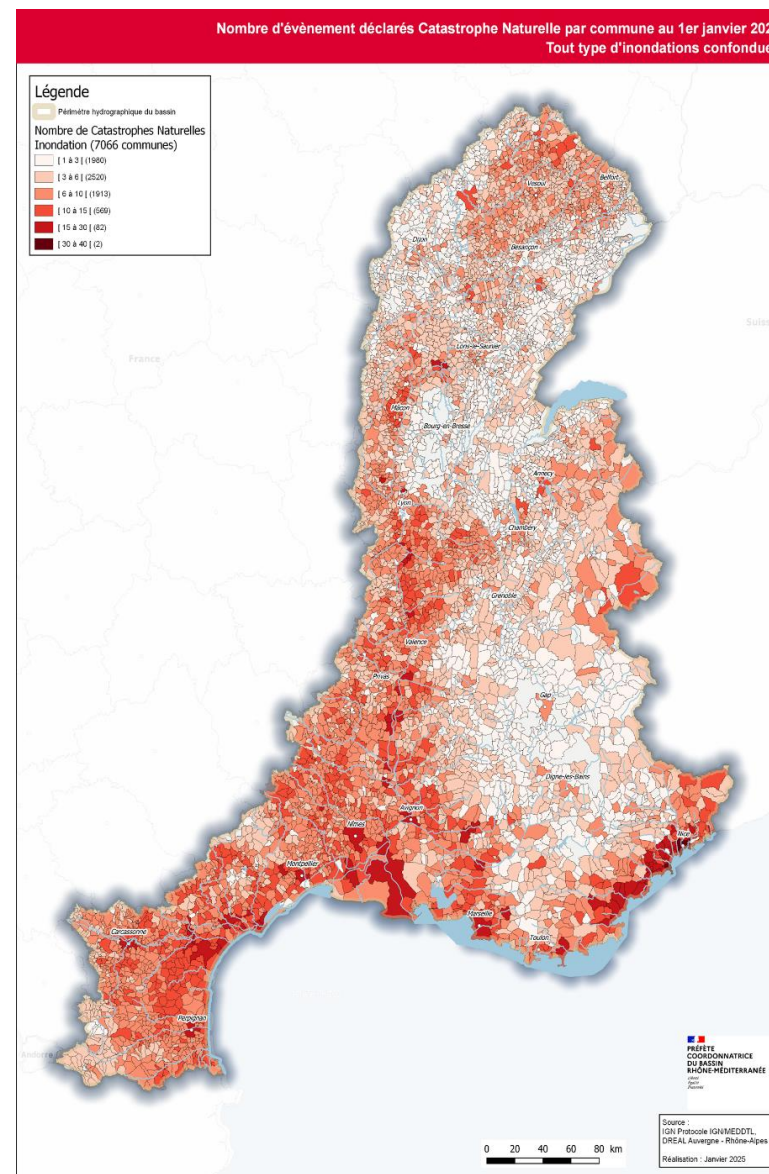 Nombre d'évènement déclarés Catastrophe Naturelle par commune au 1er janvier 202
Tout type d'inondations confondue
Légende
Périmètre hydrographique du bassin
Nombre de Catastrophes Naturelles
Inondation (7066 communes)
[ 1 à 3 [ (1980)
[ 3 à 6 [ (2520)
[ 6 à 10 [ (1913)
[ 10 à 15 [ (569)
[ 15 à 30 [ (82)
[ 30 à 40 [ (2)
Vesoul
Belfort
Dijon
Besançon
Suiss
France
Lons-le-Saunier
Mâcon
Bourg-en-Bresse
Annecy
Lyon
Chambéry
Grenoble
Valence
Privas
Gap
Digne-les-Bains
Avignon
Nîmes
Nice
Montpellier
Marseille
Carcassonne
Toulon
Perpignan
Andorre
PRÉFÈTE
COORDONNATRICE
DU BASSIN
RHÔNE-MÉDITERRANÉE
Liberté
Égalité
Fraternité
0 20 40 60 80 km
Source :
IGN Protocole IGN/MEDDTL,
DREAL Auvergne - Rhône-Alpes
Réalisation : Janvier 2025